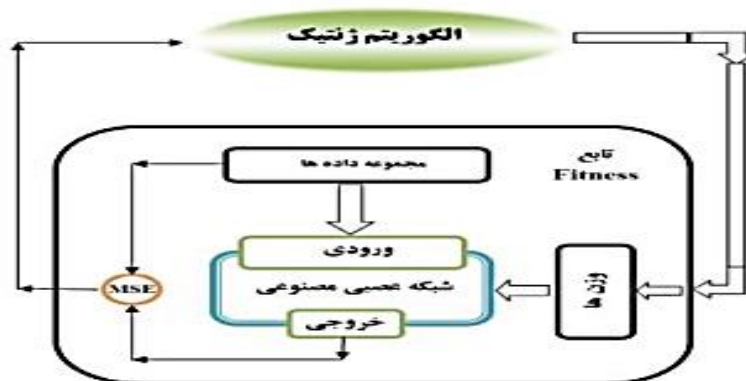 الگوریتم ژنتیک
تابع
Fitness
مجموعه داده ها
ورودی
شبکه عصبی مصنوعی
خروجی
وزن ها
MSE